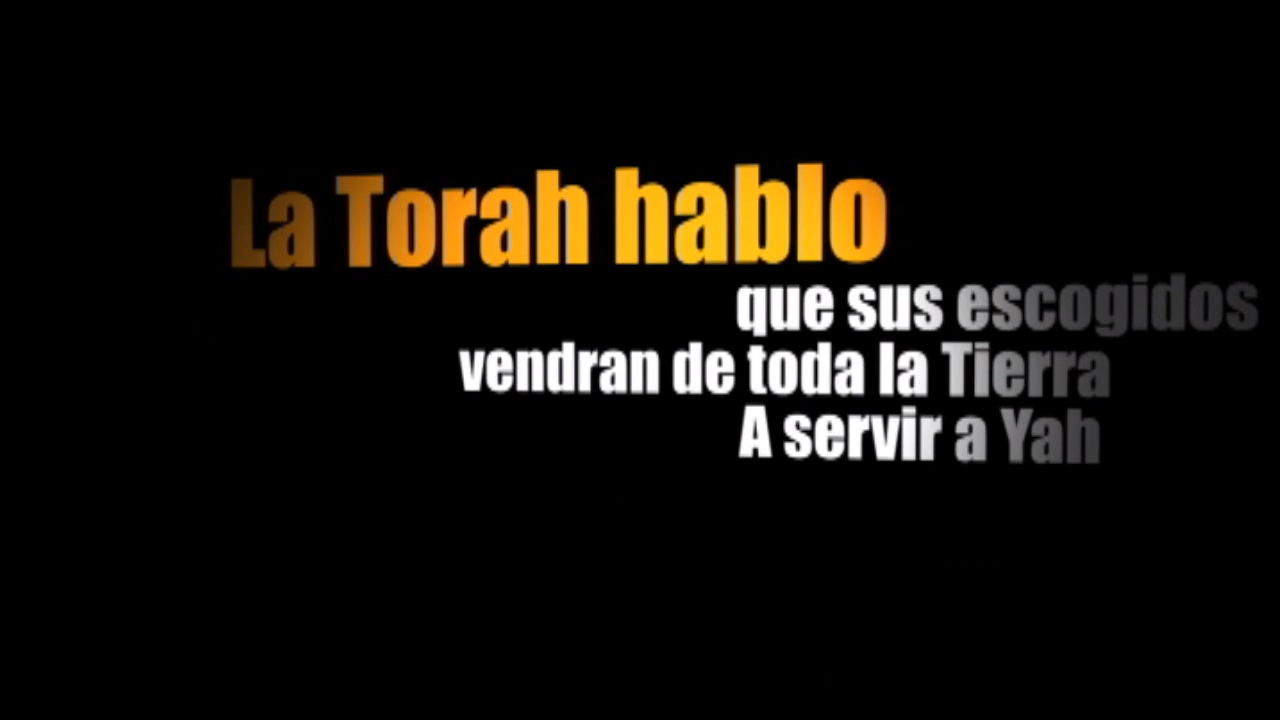 La Torah hablo
que sus escogidos
vendran de toda la Tierra
A servir a Yah